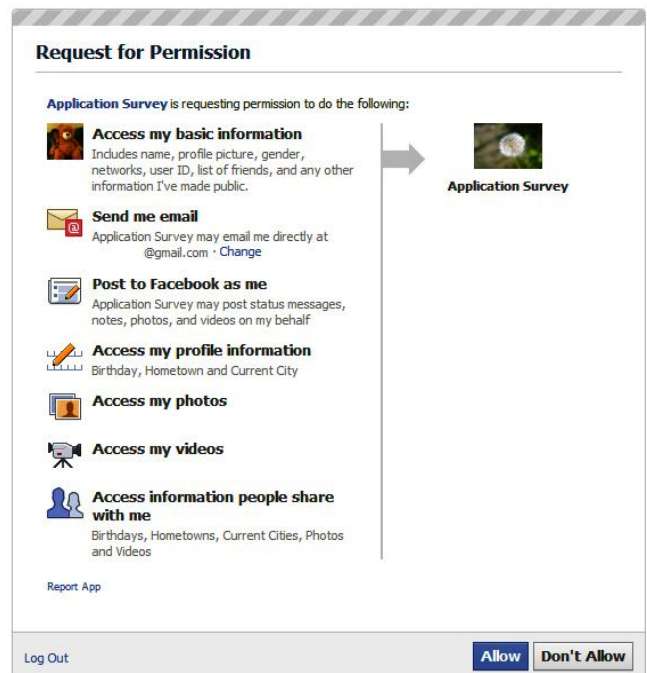 Request for Permission
Application Survey is requesting permission to do the following:
Access my basic information
Includes name, profile picture, gender,
networks, user ID, list of friends, and any other
information I've made public.
Application Survey
Send me email
Application Survey may email me directly at
@gmail.com · Change
Post to Facebook as me
Application Survey may post status messages,
notes, photos, and videos on my behalf
Access my profile information
Birthday, Hometown and Current City
Access my photos
Access my videos
Access information people share
with me
Birthdays, Hometowns, Current Cities, Photos
and Videos
Report App
Log Out
Allow
Don't Allow